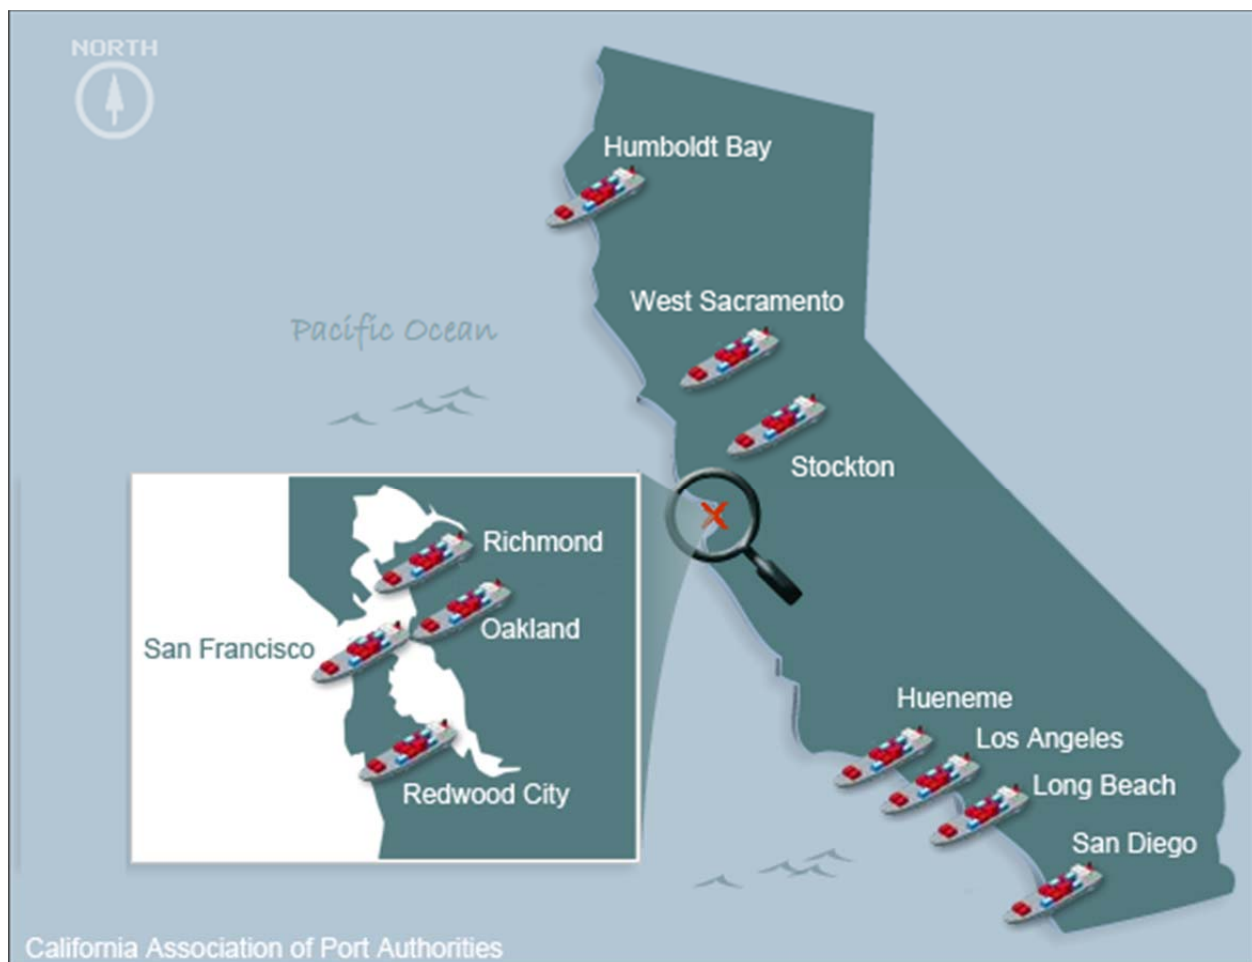 NORTH
Humboldt Bay
West Sacramento
Pacific Ocean
Stockton
Richmond
Oakland
San Francisco
Redwood City
Hueneme
Los Angeles
Long Beach
San Diego
California Association of Port Authorities